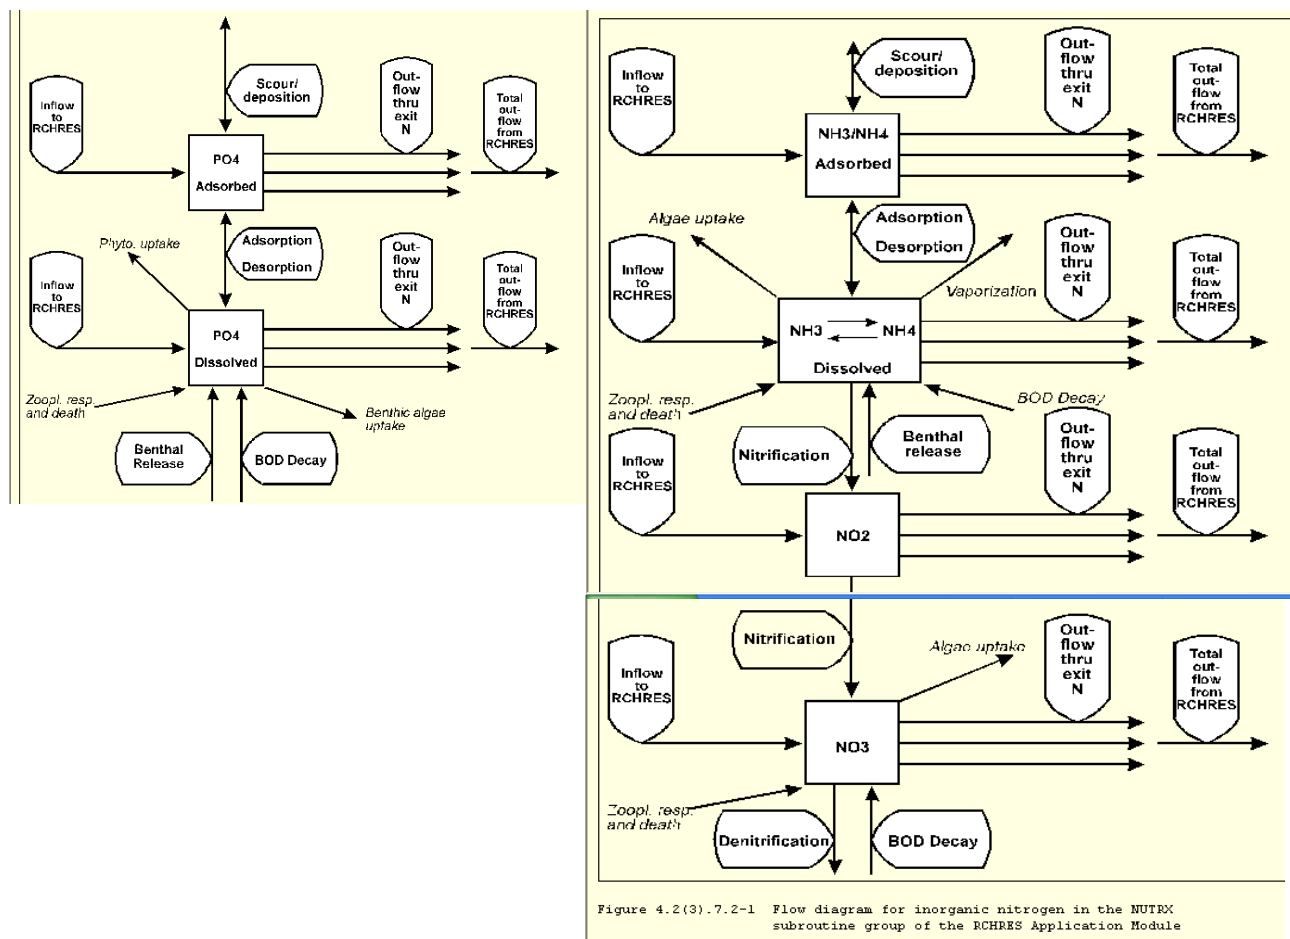 Scour/
deposition
Out-
flow
thru
exit
N
Inflow
to
RCHRES
Total
out-
flow
from
RCHRES
PO4
Adsorbed
Adsorption
Desorption
Phyto. uptake
Inflow
to
RCHRES
Out-
flow
thru
exit
N
Total
out-
flow
from
RCHRES
PO4
Dissolved
Zoopl. resp.
and death
Benthic algae
uptake
Benthal
Release
BOD Decay
Scour/
deposition
Out-
flow
thru
exit
N
Inflow
to
RCHRES
Total
out-
flow
from
RCHRES
NH3/NH4
Adsorbed
Adsorption
Desorption
Algae uptake
Inflow
to
RCHRES
Vaporization
Out-
flow
thru
exit
N
Total
out-
flow
from
RCHRES
NH3
NH4
Dissolved
Zoopl. resp.
and death
BOD Decay
Nitrification
Benthal
release
Inflow
to
RCHRES
Out-
flow
thru
exit
N
Total
out-
flow
from
RCHRES
NO2
Nitrification
Algae uptake
Inflow
to
RCHRES
Out-
flow
thru
exit
N
Total
out-
flow
from
RCHRES
NO3
Zoopl. resp.
and death
Denitrification
BOD Decay
Figure 4.2(3).7.2-1 Flow diagram for inorganic nitrogen in the NUTRX
subroutine group of the RCHRES Application Module